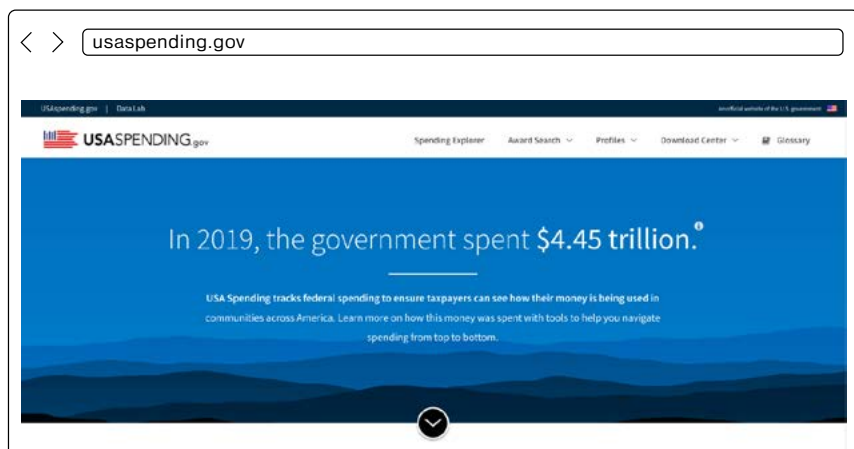 usaspending.gov
USAspending.gov | Data Lab
An official website of the U.S. government
USASPENDING.gov Spending Explorer Award Search Profiles Download Center Glossary
In 2019, the government spent $4.45 trillion.
USA Spending tracks federal spending to ensure taxpayers can see how their money is being used in
communities across America. Learn more on how this money was spent with tools to help you navigate
spending from top to bottom.